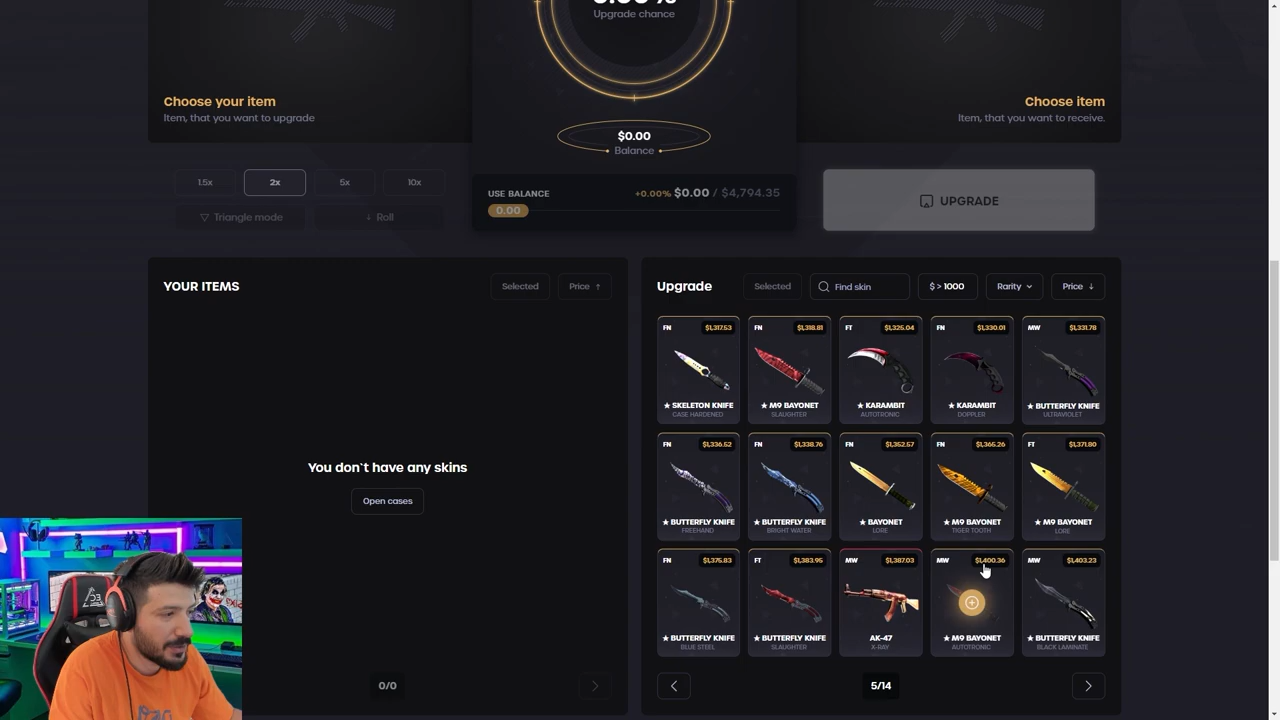 Upgrade chance
Choose your item
Item, that you want to upgrade
Choose item
Item, that you want to receive.
$0.00
Balance
1.5x
2x
5x
10x
Triangle mode
Roll
USE BALANCE
+0.00% $0.00 / $4,794.35
0.00
UPGRADE
YOUR ITEMS
Selected
Price ↑
You don`t have any skins
Open cases
0/0
Upgrade
Selected
Find skin
$ > 1000
Rarity
Price ↓
FN $1,317.53
★ SKELETON KNIFE
CASE HARDENED
FN $1,318.81
★ M9 BAYONET
SLAUGHTER
FT $1,325.04
★ KARAMBIT
AUTOTRONIC
FN $1,330.01
★ KARAMBIT
DOPPLER
MW $1,331.78
★ BUTTERFLY KNIFE
ULTRAVIOLET
FN $1,336.52
★ BUTTERFLY KNIFE
FREEHAND
FN $1,338.76
★ BUTTERFLY KNIFE
BRIGHT WATER
FN $1,352.57
★ BAYONET
LORE
FN $1,365.26
★ M9 BAYONET
TIGER TOOTH
FT $1,371.80
★ M9 BAYONET
LORE
FN $1,375.83
★ BUTTERFLY KNIFE
BLUE STEEL
FT $1,383.95
★ BUTTERFLY KNIFE
SLAUGHTER
MW $1,387.03
AK-47
X-RAY
MW $1,400.36
★ M9 BAYONET
AUTOTRONIC
MW $1,403.23
★ BUTTERFLY KNIFE
BLACK LAMINATE
5/14